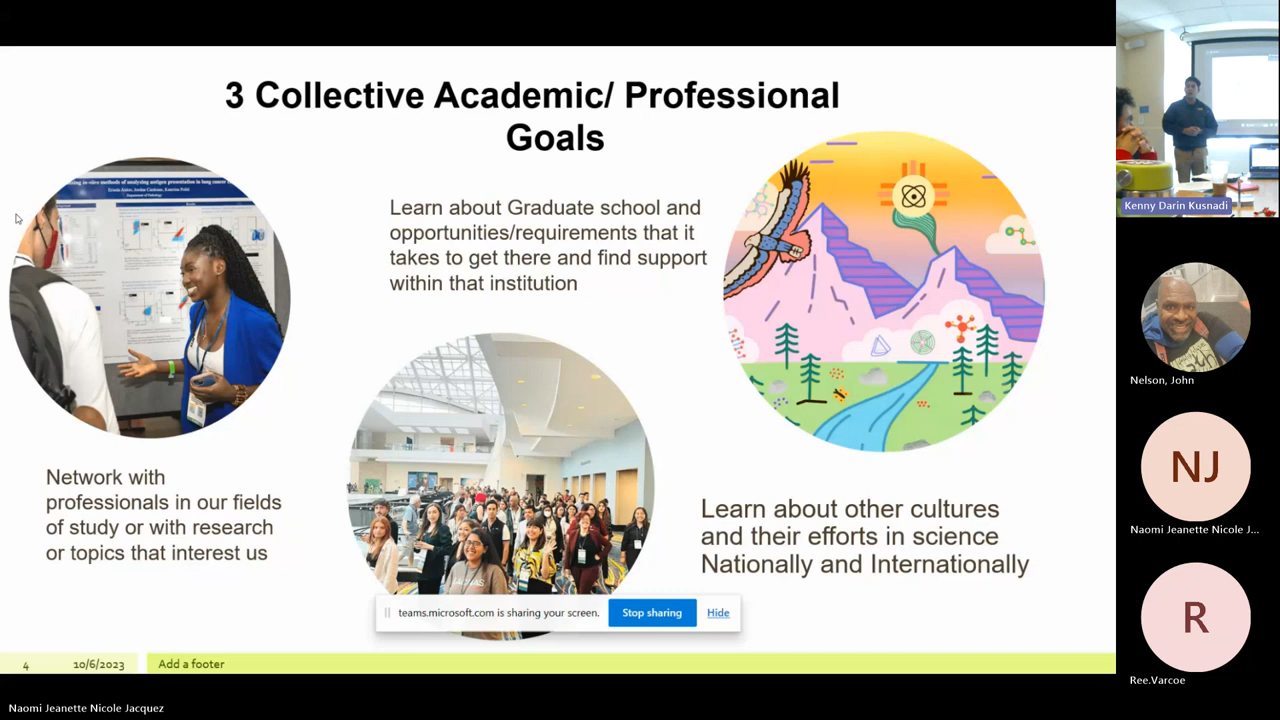 3 Collective Academic/ Professional
Goals
Learn about Graduate school and
opportunities/requirements that it
takes to get there and find support
within that institution
Network with
professionals in our fields
of study or with research
or topics that interest us
Learn about other cultures
and their efforts in science
Nationally and Internationally
teams.microsoft.com is sharing your screen.
Stop sharing
Hide
4
10/6/2023
Add a footer
Naomi Jeanette Nicole Jacquez
Kenny Darin Kusnadi
Nelson, John
NJ
Naomi Jeanette Nicole J...
R
Ree.Varcoe